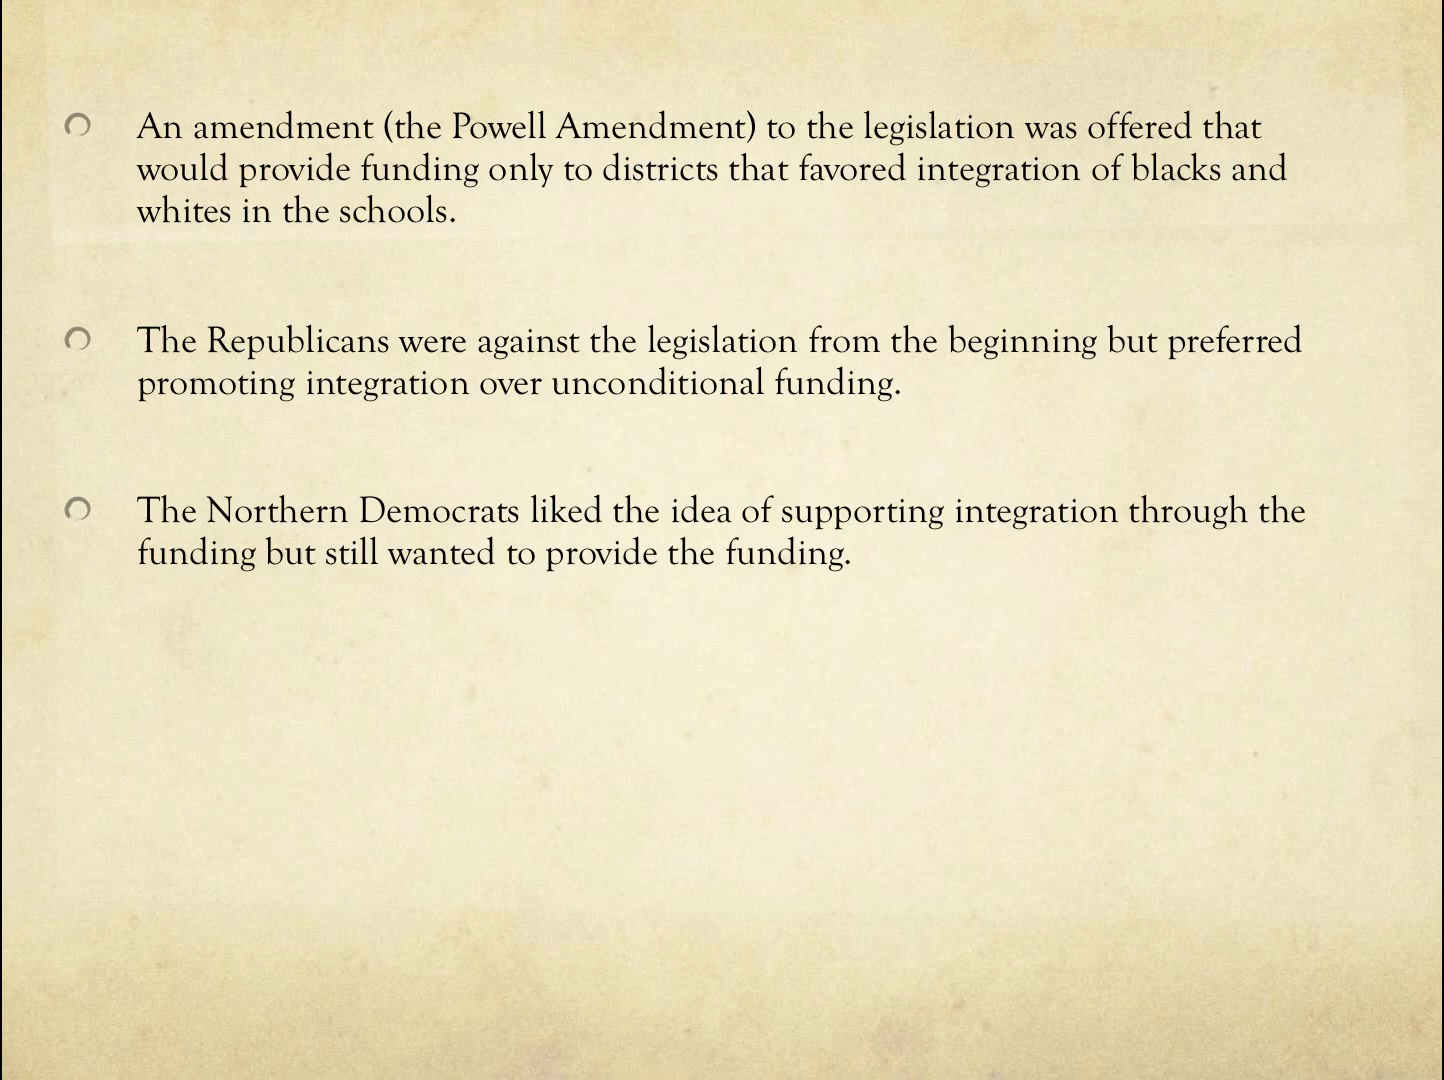 An amendment (the Powell Amendment) to the legislation was offered that
would provide funding only to districts that favored integration of blacks and
whites in the schools.
The Republicans were against the legislation from the beginning but preferred
promoting integration over unconditional funding.
The Northern Democrats liked the idea of supporting integration through the
funding but still wanted to provide the funding.